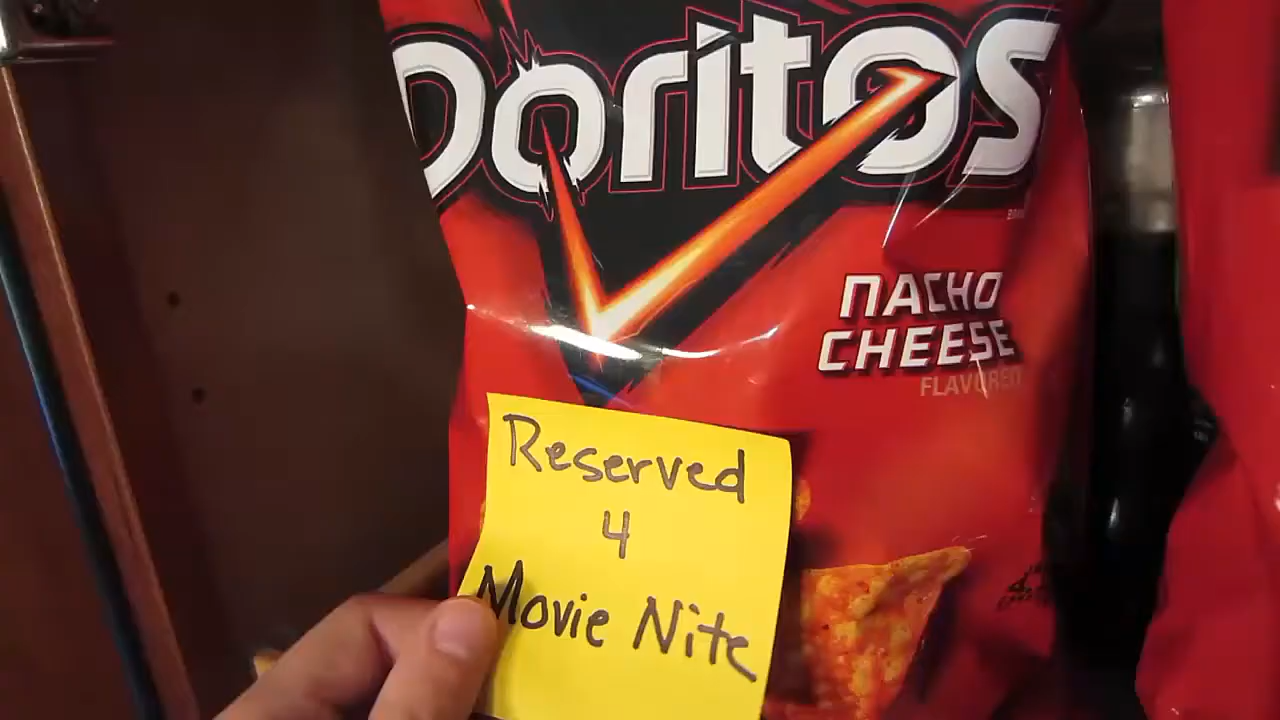 Doritos
NACHO
CHEESE
FLAVORED
Reserved
4
Movie Nite